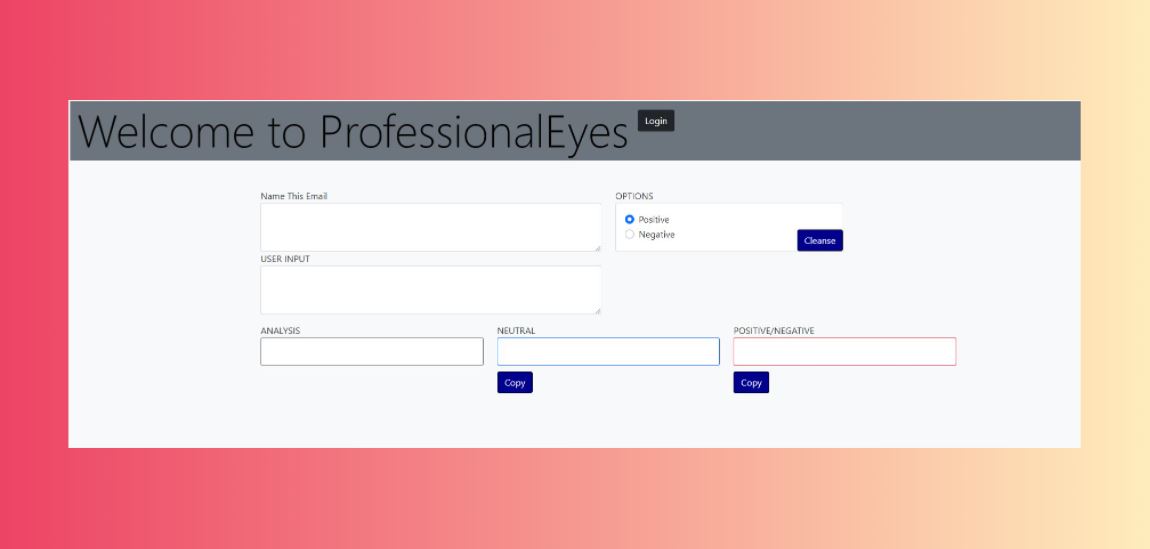 Welcome to ProfessionalEyes
Login
Name This Email
OPTIONS
Positive
Negative
Cleanse
USER INPUT
ANALYSIS
NEUTRAL
POSITIVE/NEGATIVE
Copy
Copy